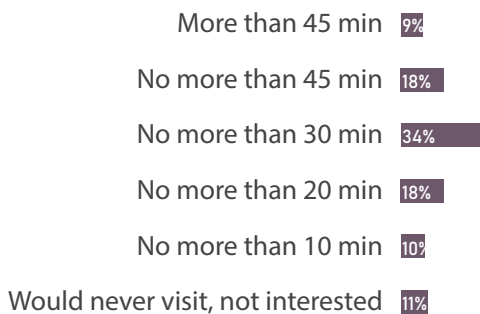 More than 45 min 9%
No more than 45 min 18%
No more than 30 min 34%
No more than 20 min 18%
No more than 10 min 10%
Would never visit, not interested 11%